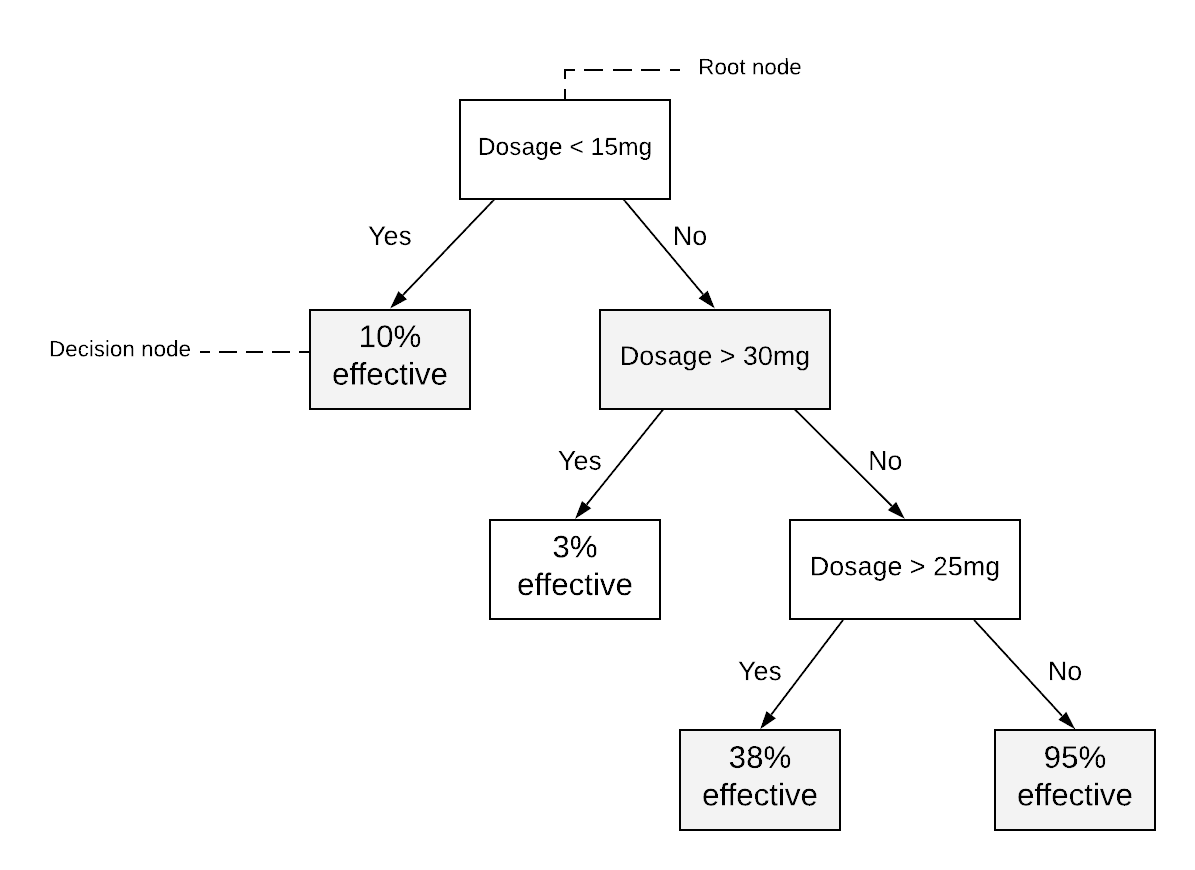 Root node
Dosage < 15mg
Yes
No
Decision node
10%
effective
Dosage > 30mg
Yes
No
3%
effective
Dosage > 25mg
Yes
No
38%
effective
95%
effective